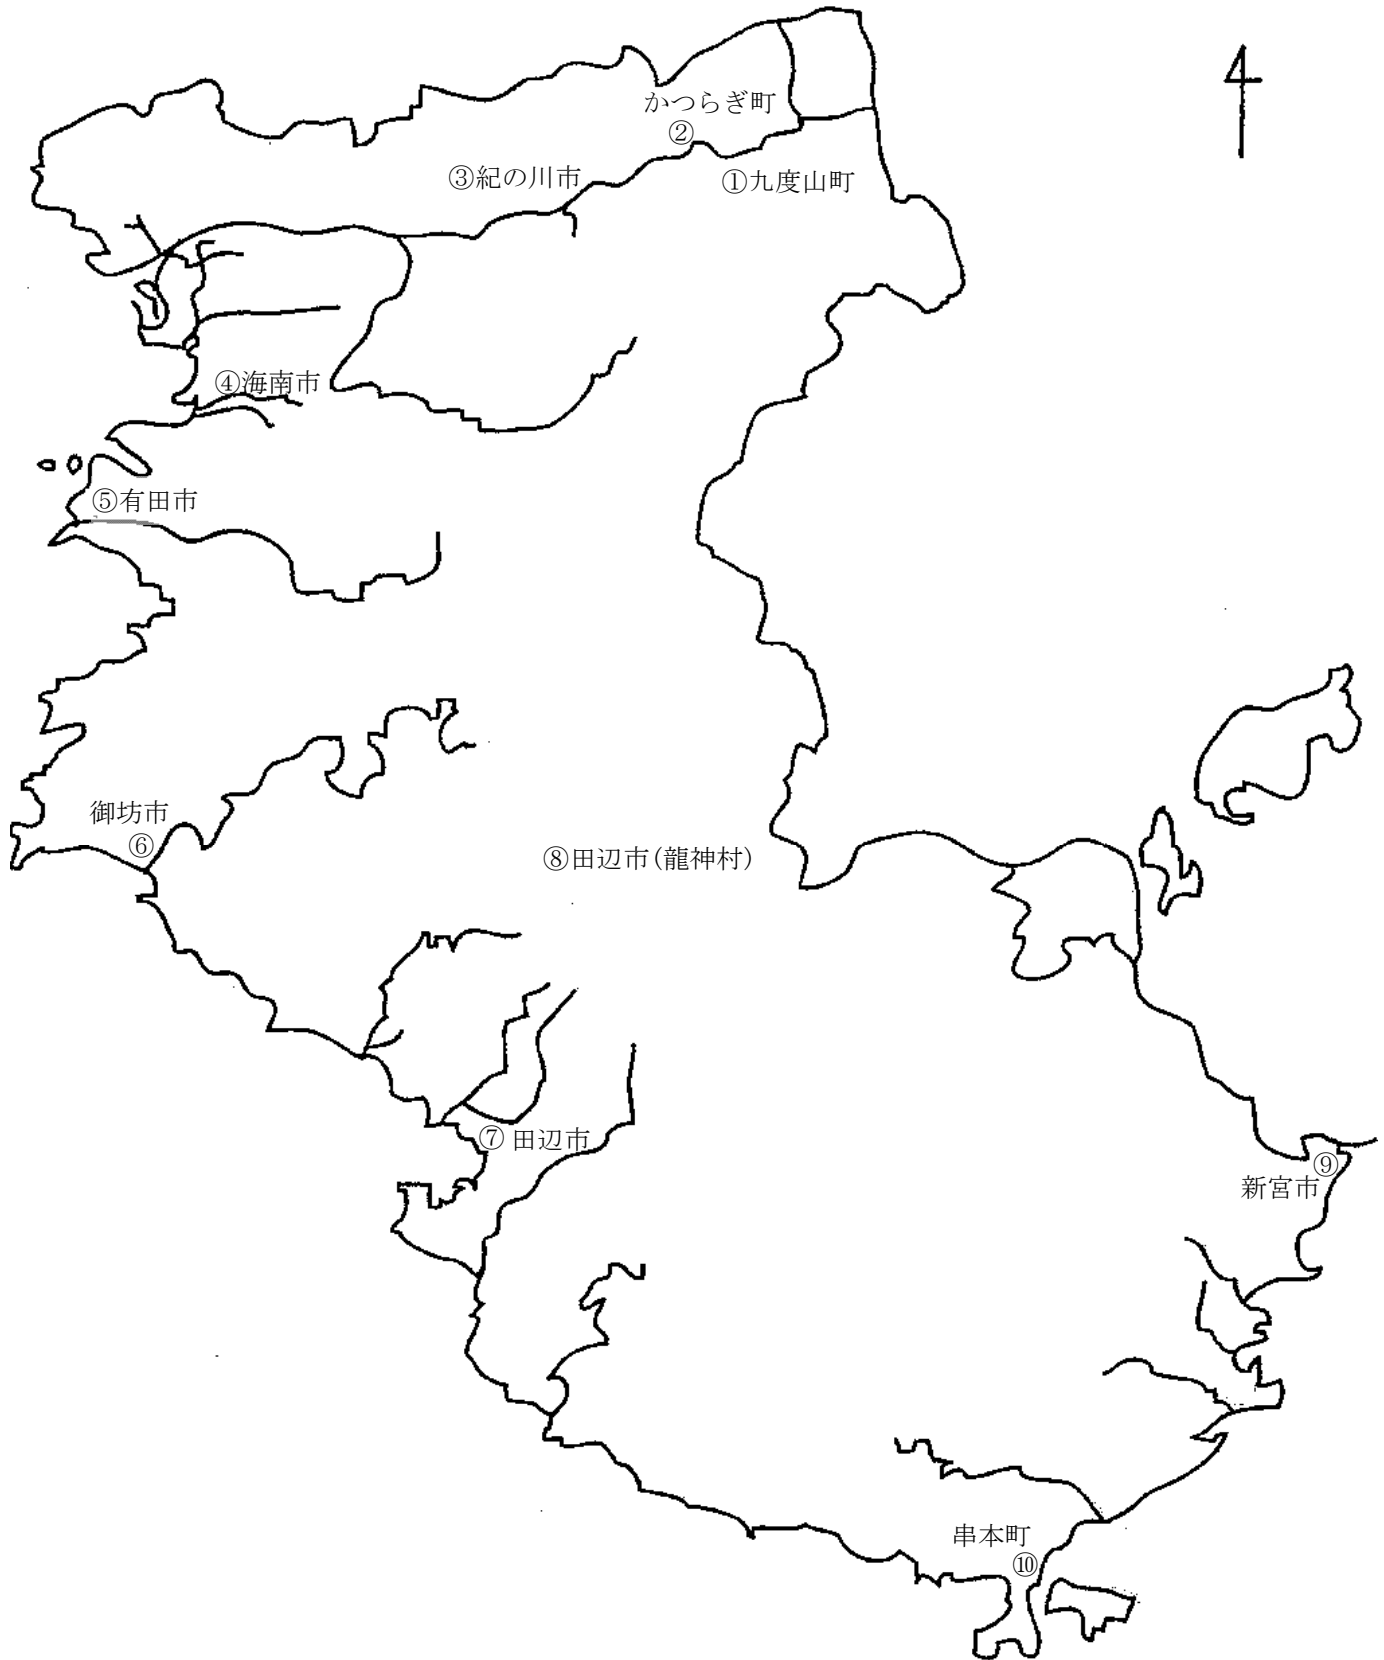 かつらぎ町
②
③紀の川市
①九度山町
④海南市
⑤有田市
御坊市
⑥
⑧田辺市(龍神村)
⑦ 田辺市
⑨
新宮市
串本町
⑩